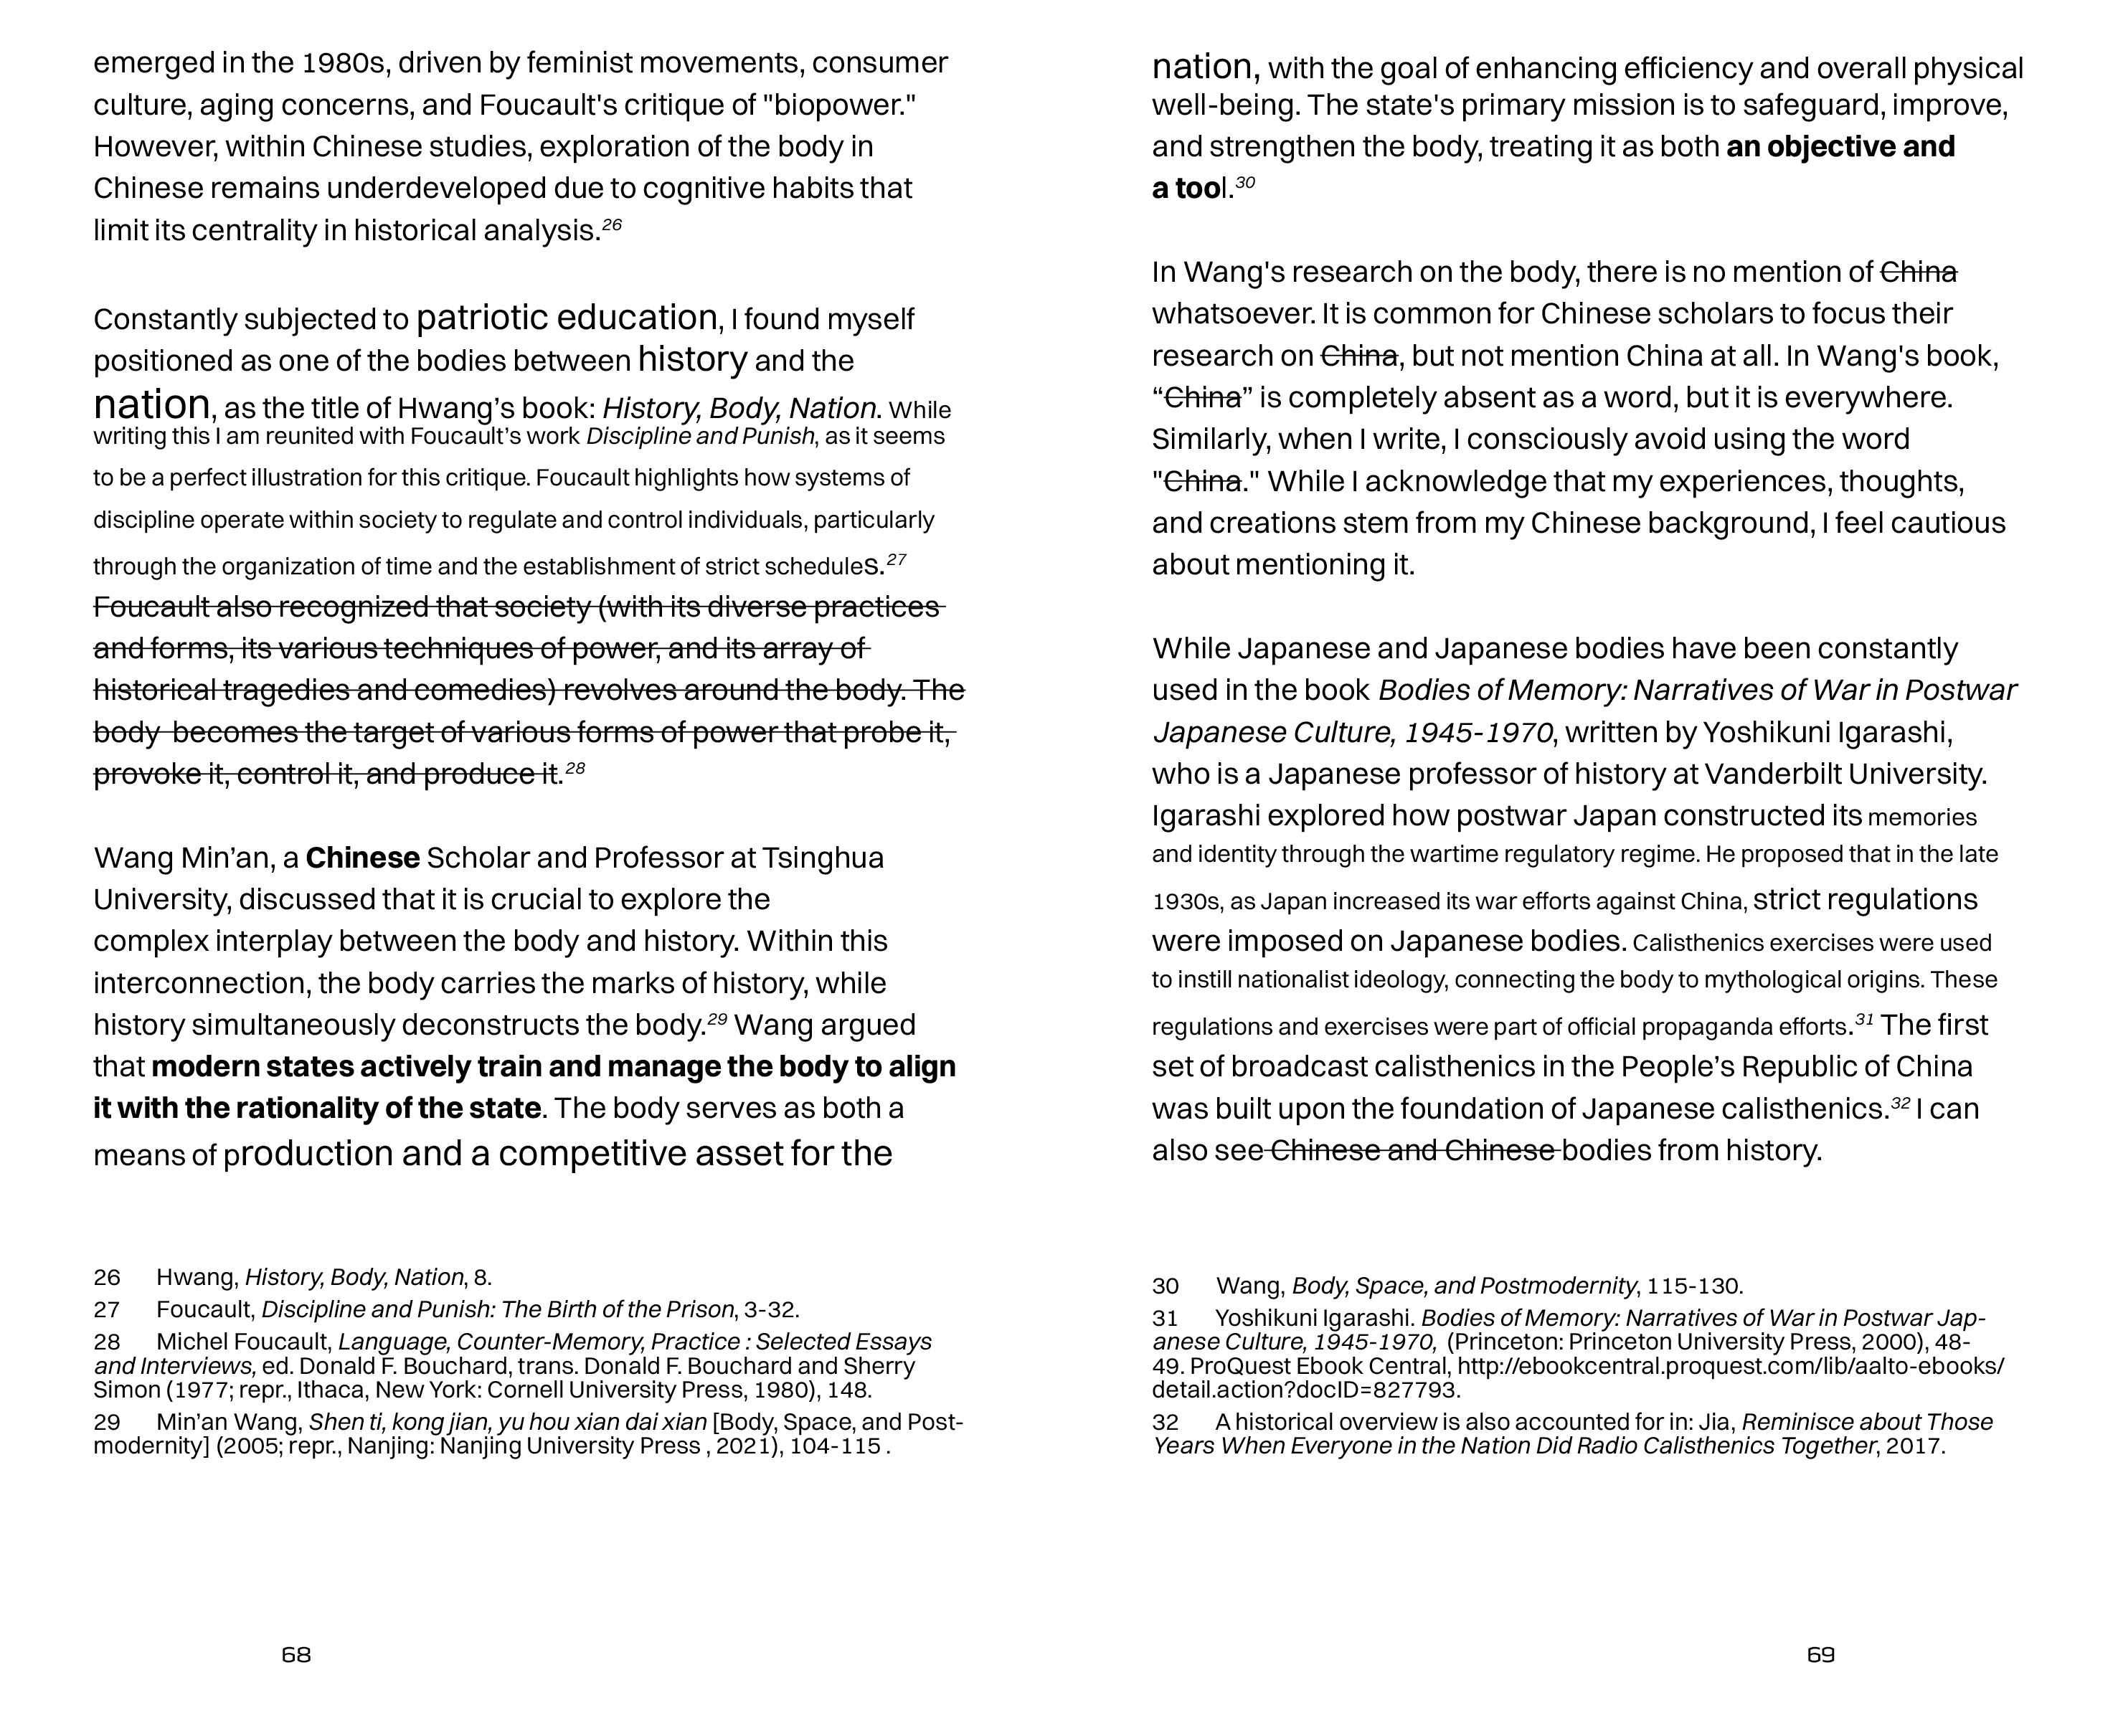 emerged in the 1980s, driven by feminist movements, consumer
culture, aging concerns, and Foucault's critique of "biopower."
However, within Chinese studies, exploration of the body in
Chinese remains underdeveloped due to cognitive habits that
limit its centrality in historical analysis.26
Constantly subjected to patriotic education, I found myself
positioned as one of the bodies between history and the
nation, as the title of Hwang’s book: History, Body, Nation. While
writing this I am reunited with Foucault’s work Discipline and Punish, as it seems
to be a perfect illustration for this critique. Foucault highlights how systems of
discipline operate within society to regulate and control individuals, particularly
through the organization of time and the establishment of strict schedules.27
Foucault also recognized that society (with its diverse practices
and forms, its various techniques of power, and its array of
historical tragedies and comedies) revolves around the body. The
body becomes the target of various forms of power that probe it,
provoke it, control it, and produce it.28
Wang Min’an, a Chinese Scholar and Professor at Tsinghua
University, discussed that it is crucial to explore the
complex interplay between the body and history. Within this
interconnection, the body carries the marks of history, while
history simultaneously deconstructs the body.29 Wang argued
that modern states actively train and manage the body to align
it with the rationality of the state. The body serves as both a
means of production and a competitive asset for the
26 Hwang, History, Body, Nation, 8.
27 Foucault, Discipline and Punish: The Birth of the Prison, 3-32.
28 Michel Foucault, Language, Counter-Memory, Practice : Selected Essays
and Interviews, ed. Donald F. Bouchard, trans. Donald F. Bouchard and Sherry
Simon (1977; repr., Ithaca, New York: Cornell University Press, 1980), 148.
29 Min’an Wang, Shen ti, kong jian, yu hou xian dai xian [Body, Space, and Post-
modernity] (2005; repr., Nanjing: Nanjing University Press , 2021), 104-115 .
68
nation, with the goal of enhancing efficiency and overall physical
well-being. The state's primary mission is to safeguard, improve,
and strengthen the body, treating it as both an objective and
a tool.30
In Wang's research on the body, there is no mention of China
whatsoever. It is common for Chinese scholars to focus their
research on China, but not mention China at all. In Wang's book,
“China” is completely absent as a word, but it is everywhere.
Similarly, when I write, I consciously avoid using the word
"China." While I acknowledge that my experiences, thoughts,
and creations stem from my Chinese background, I feel cautious
about mentioning it.
While Japanese and Japanese bodies have been constantly
used in the book Bodies of Memory: Narratives of War in Postwar
Japanese Culture, 1945-1970, written by Yoshikuni Igarashi,
who is a Japanese professor of history at Vanderbilt University.
Igarashi explored how postwar Japan constructed its memories
and identity through the wartime regulatory regime. He proposed that in the late
1930s, as Japan increased its war efforts against China, strict regulations
were imposed on Japanese bodies. Calisthenics exercises were used
to instill nationalist ideology, connecting the body to mythological origins. These
regulations and exercises were part of official propaganda efforts.31 The first
set of broadcast calisthenics in the People’s Republic of China
was built upon the foundation of Japanese calisthenics.32 I can
also see Chinese and Chinese bodies from history.
30 Wang, Body, Space, and Postmodernity, 115-130.
31 Yoshikuni Igarashi. Bodies of Memory: Narratives of War in Postwar Jap-
anese Culture, 1945-1970, (Princeton: Princeton University Press, 2000), 48-
49. ProQuest Ebook Central, http://ebookcentral.proquest.com/lib/aalto-ebooks/
detail.action?docID=827793.
32 A historical overview is also accounted for in: Jia, Reminisce about Those
Years When Everyone in the Nation Did Radio Calisthenics Together, 2017.
69